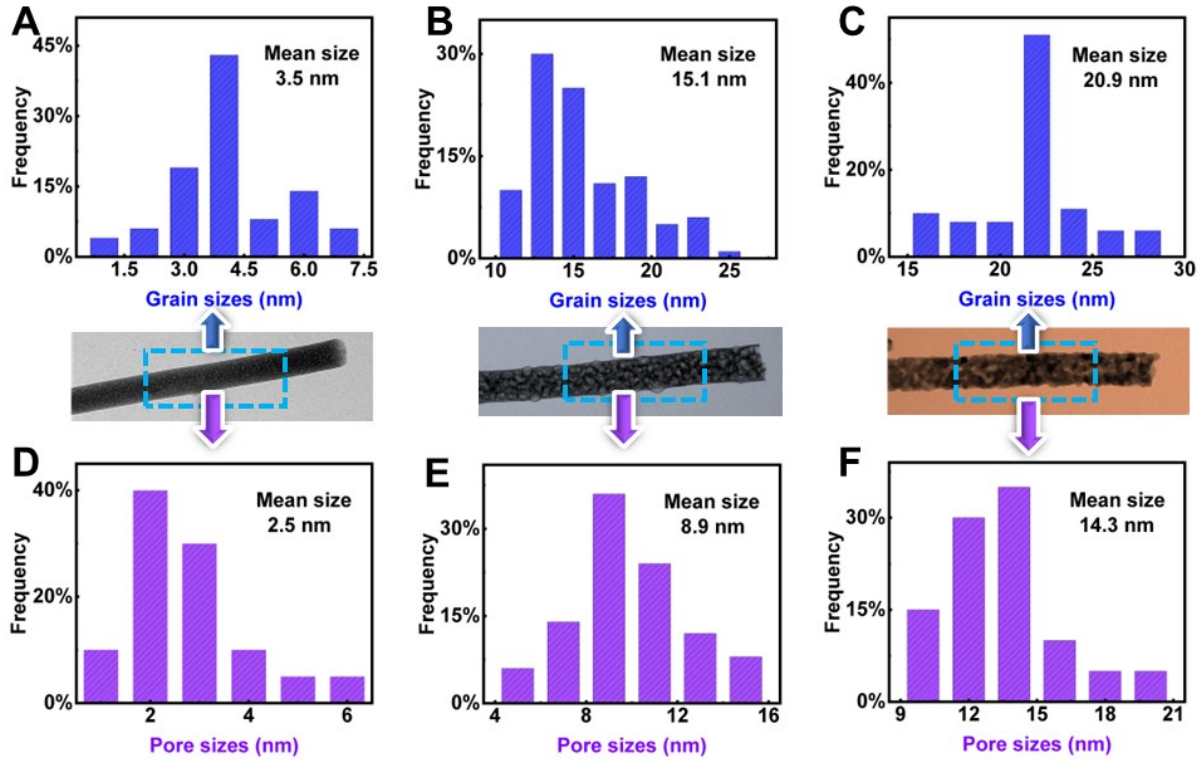 A
Frequency
45%
30%
15%
0%
Mean size
3.5 nm
1.5 3.0 4.5 6.0 7.5
Grain sizes (nm)
B
Frequency
30%
15%
0%
Mean size
15.1 nm
10 15 20 25
Grain sizes (nm)
C
Frequency
40%
20%
0%
Mean size
20.9 nm
15 20 25 30
Grain sizes (nm)
D
Frequency
40%
20%
0%
Mean size
2.5 nm
2 4 6
Pore sizes (nm)
E
Frequency
30%
15%
0%
Mean size
8.9 nm
4 8 12 16
Pore sizes (nm)
F
Frequency
30%
15%
0%
Mean size
14.3 nm
9 12 15 18 21
Pore sizes (nm)